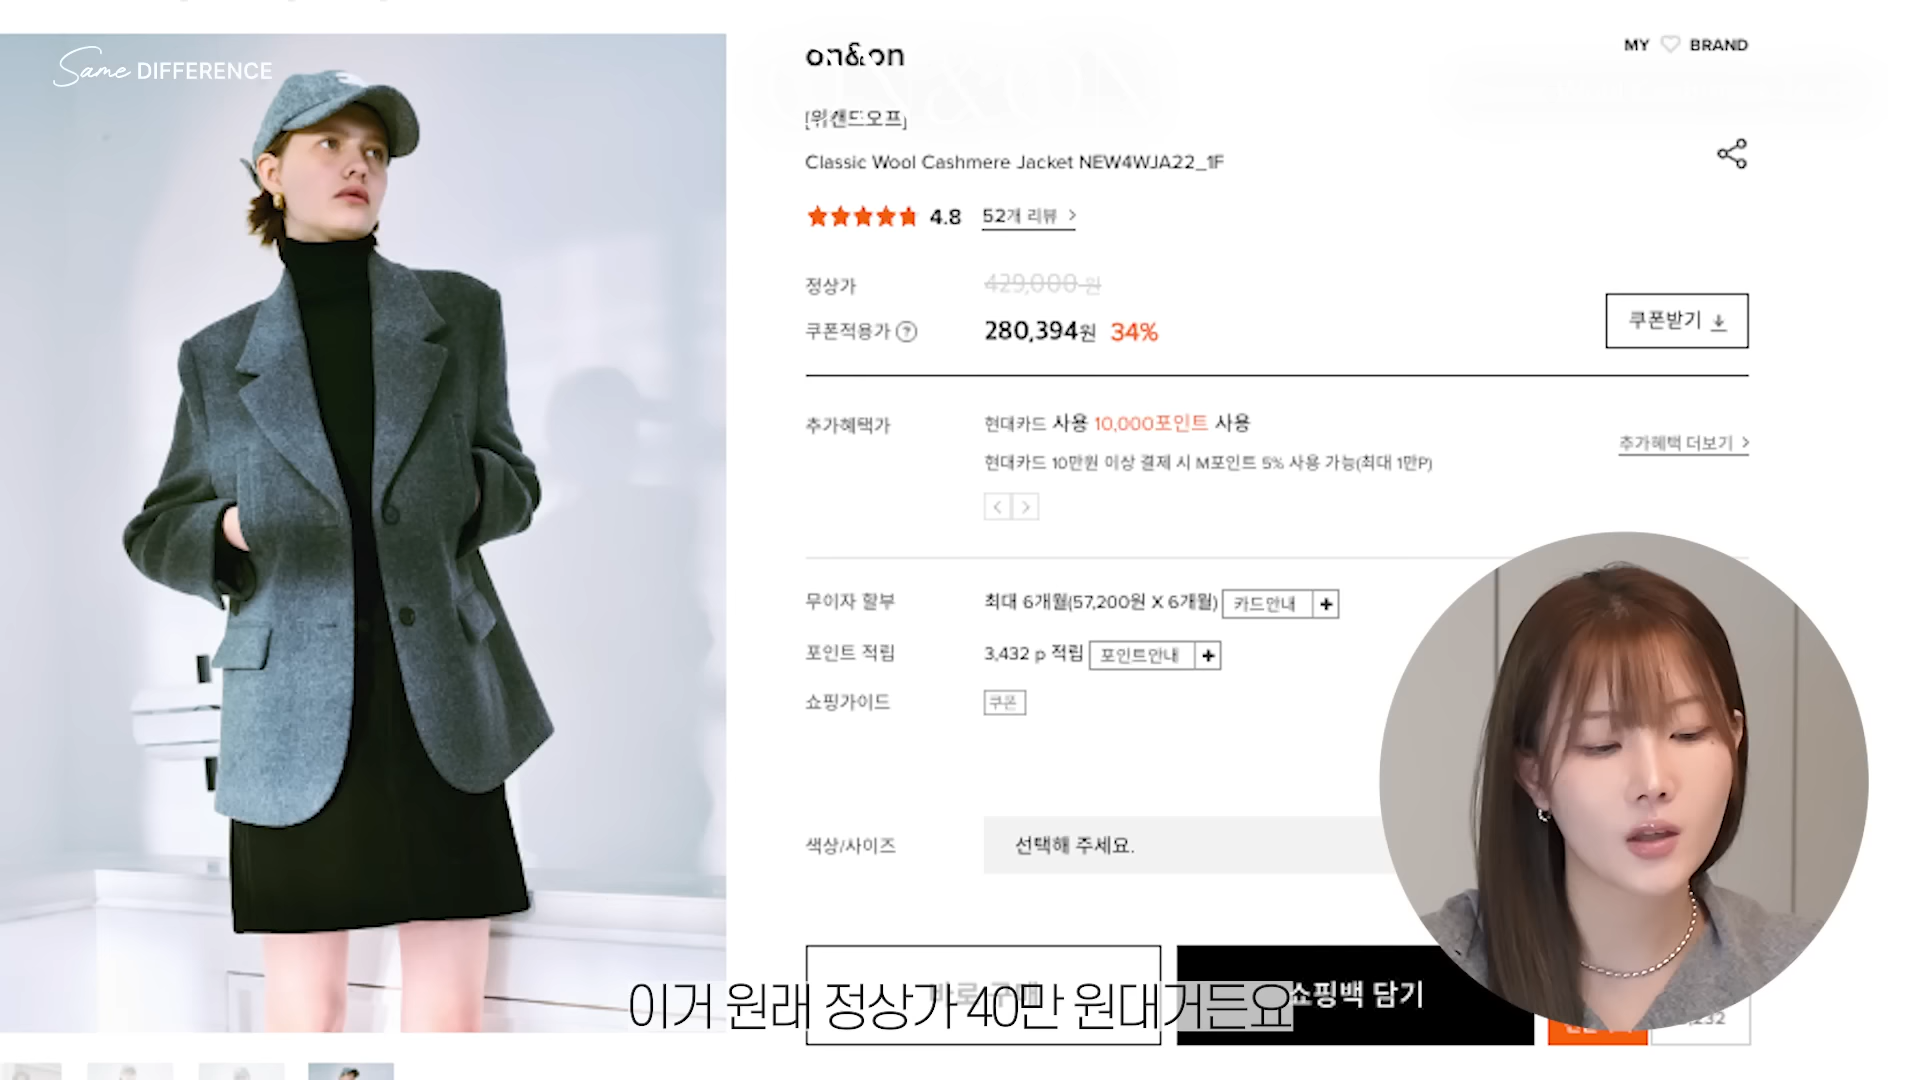 Same DIFFERENCE
on&on
MY BRAND
[위캔드오프]
Classic Wool Cashmere Jacket NEW4WJA22_1F
4.8 52개 리뷰 >
정상가 429,000 원
쿠폰적용가 ? 280,394원 34%
쿠폰받기
추가혜택가 현대카드 사용 10,000포인트 사용
추가혜택 더보기 >
현대카드 10만원 이상 결제 시 M포인트 5% 사용 가능(최대 1만P)
< >
무이자 할부 최대 6개월(57,200원 X 6개월) 카드안내 +
포인트 적립 3,432 p 적립 포인트안내 +
쇼핑가이드 쿠폰
색상/사이즈 선택해 주세요.
바로구매
쇼핑백 담기
이거 원래 정상가 40만 원대거든요